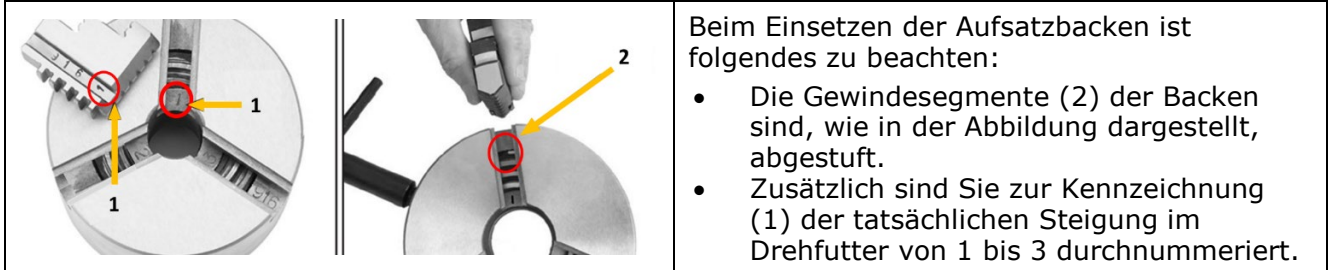 1
1
2
Beim Einsetzen der Aufsatzbacken ist
folgendes zu beachten:
• Die Gewindesegmente (2) der Backen
sind, wie in der Abbildung dargestellt,
abgestuft.
• Zusätzlich sind Sie zur Kennzeichnung
(1) der tatsächlichen Steigung im
Drehfutter von 1 bis 3 durchnummeriert.